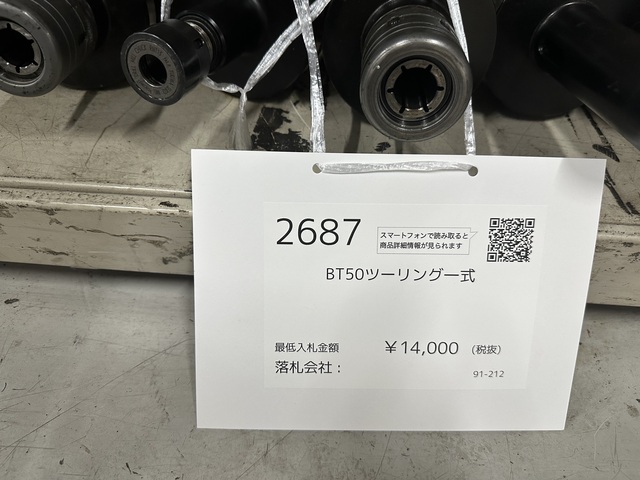 2687
スマートフォンで読み取ると
商品詳細情報が見られます
BT50ツーリング一式
最低入札金額 ￥14,000 (税抜)
落札会社：
91-212